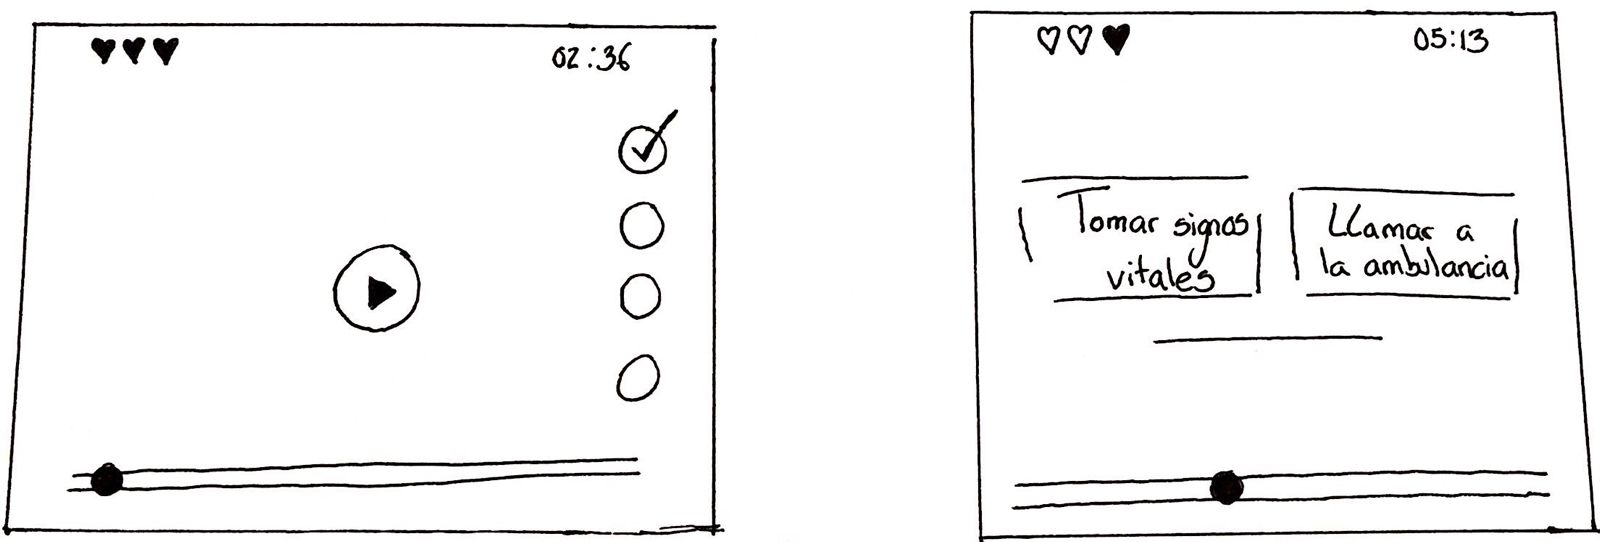 02:36
05:13
Tomar signos
vitales
LLamar a
la ambulancia